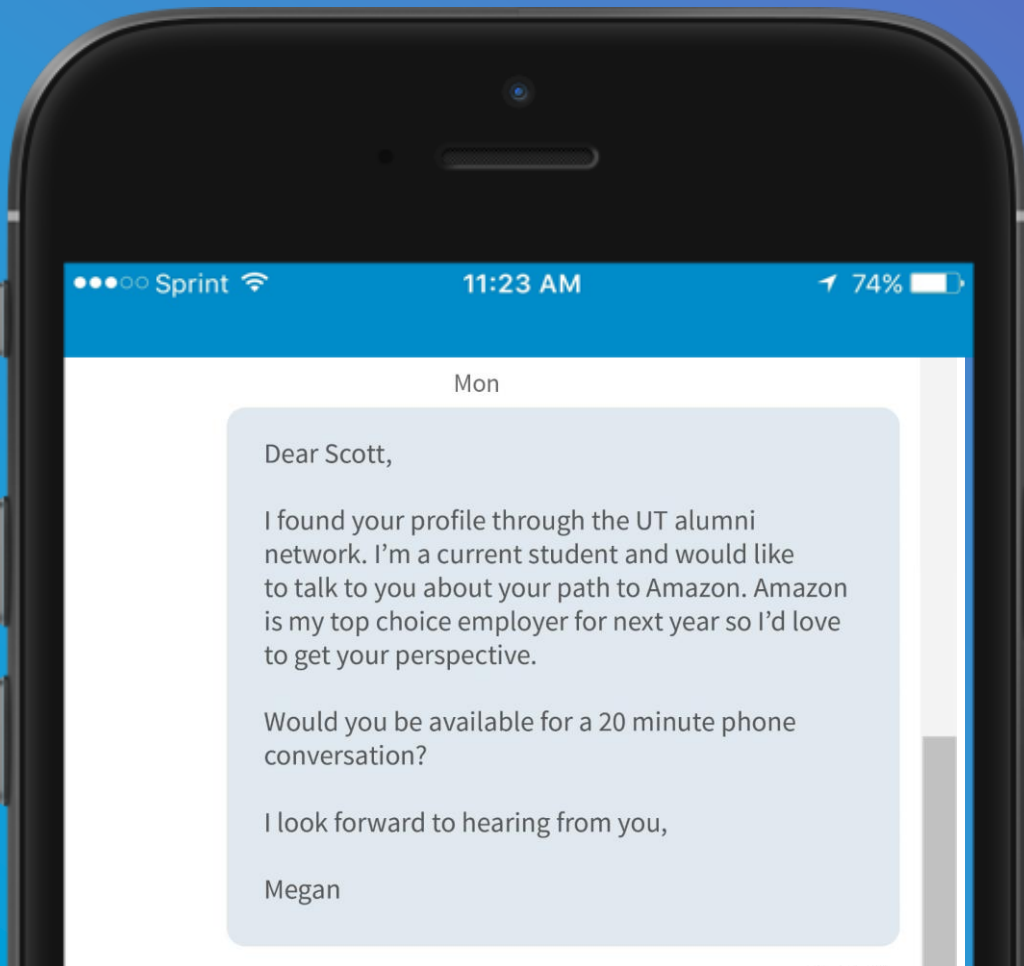 Sprint 11:23 AM 74%
Mon
Dear Scott,
I found your profile through the UT alumni
network. I’m a current student and would like
to talk to you about your path to Amazon. Amazon
is my top choice employer for next year so I’d love
to get your perspective.
Would you be available for a 20 minute phone
conversation?
I look forward to hearing from you,
Megan